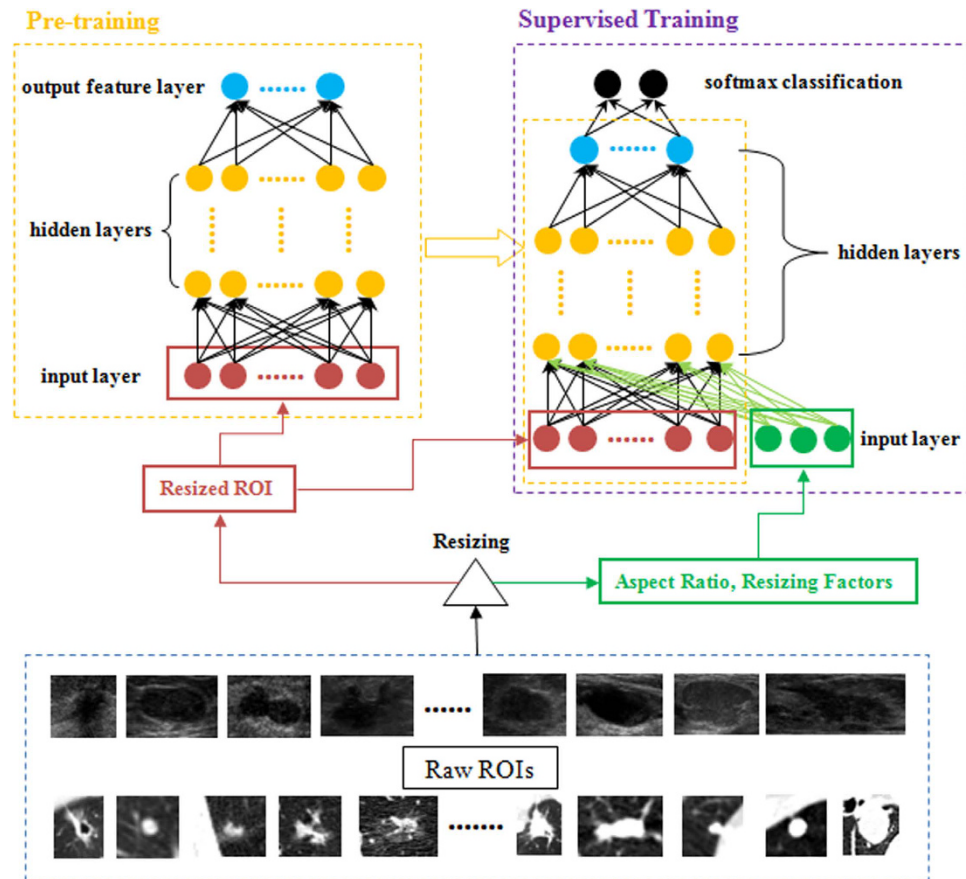 Pre-training
Supervised Training
output feature layer
softmax classification
hidden layers
hidden layers
input layer
input layer
Resized ROI
Resizing
Aspect Ratio, Resizing Factors
Raw ROIs